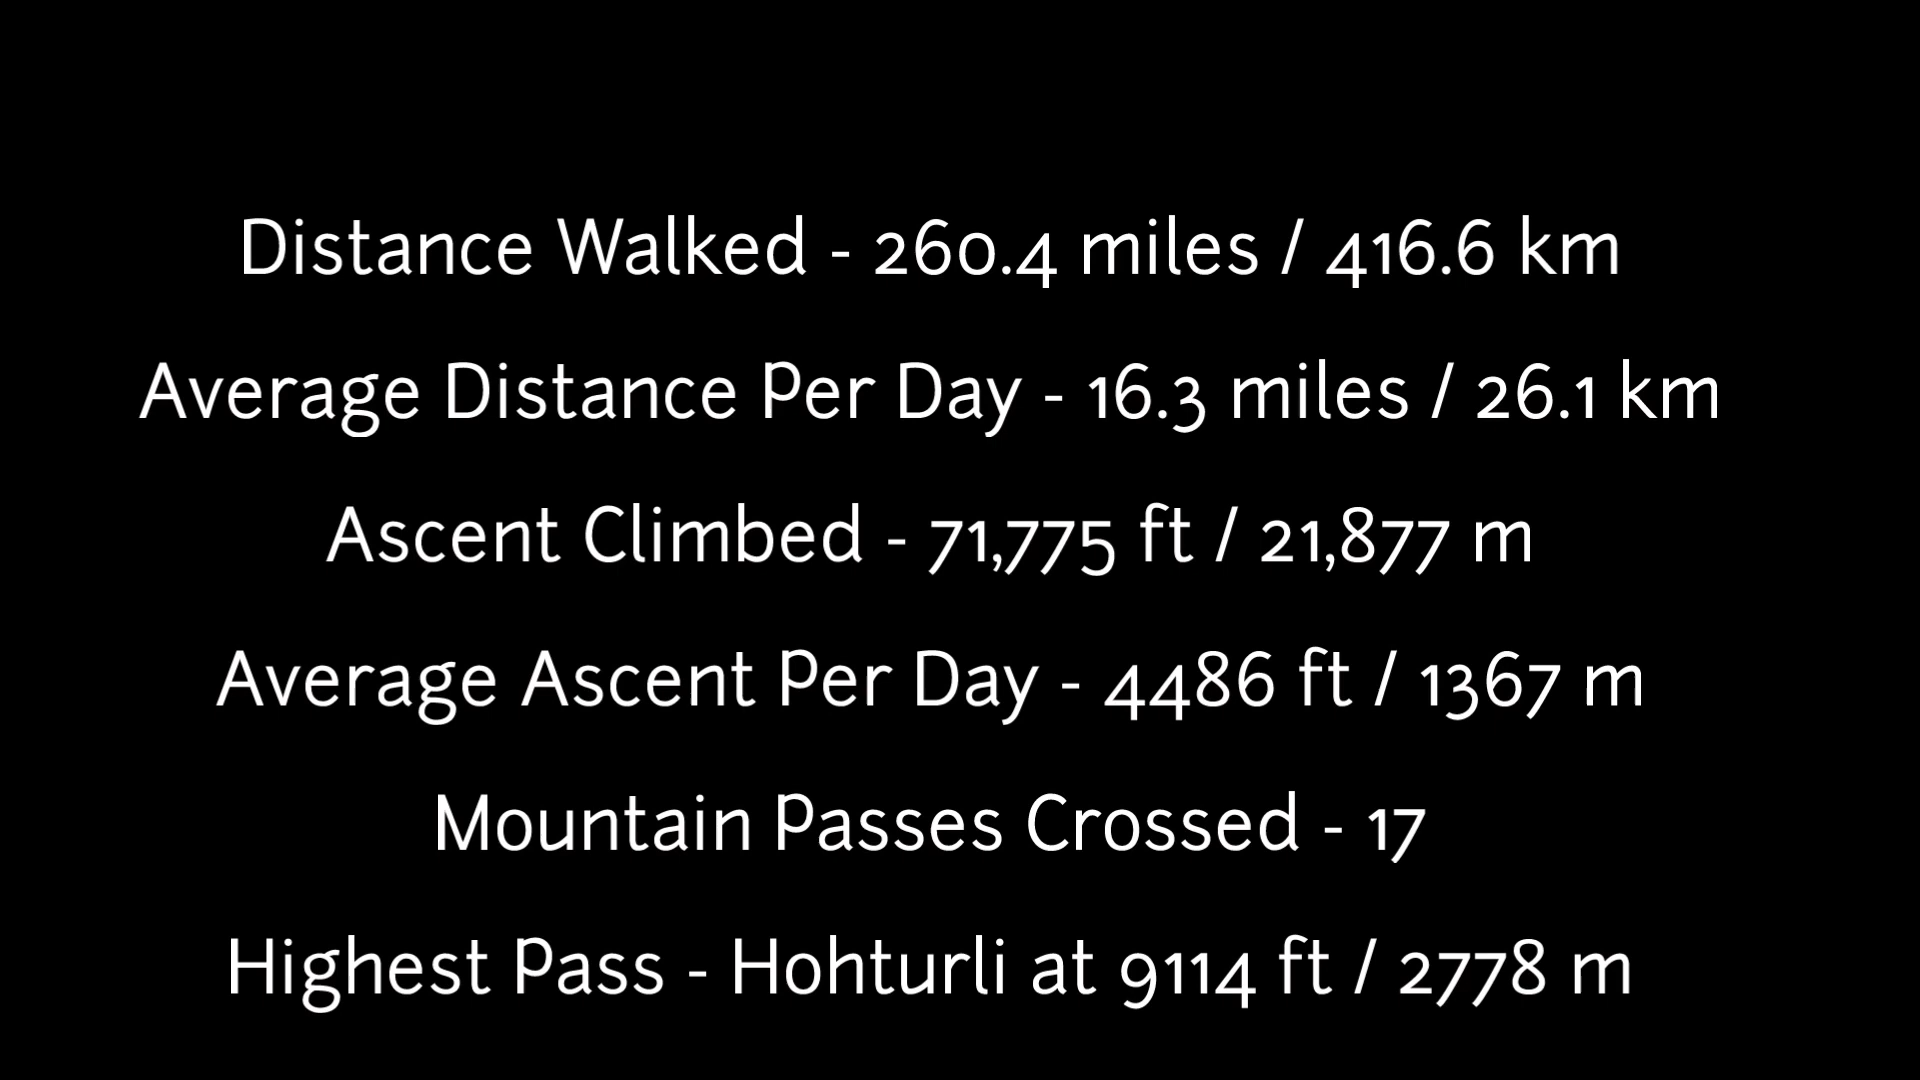 Distance Walked - 260.4 miles / 416.6 km
Average Distance Per Day - 16.3 miles / 26.1 km
Ascent Climbed - 71,775 ft / 21,877 m
Average Ascent Per Day - 4486 ft / 1367 m
Mountain Passes Crossed - 17
Highest Pass - Hohturli at 9114 ft / 2778 m